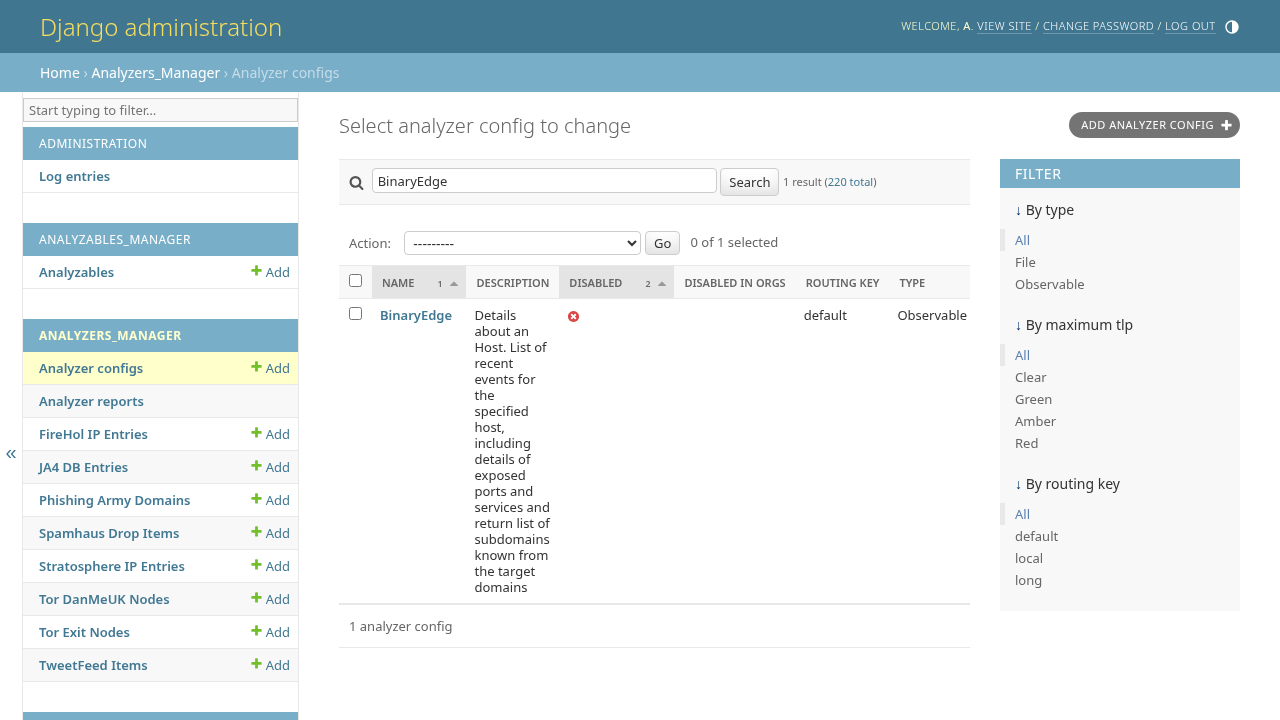 Django administration
WELCOME, A. VIEW SITE / CHANGE PASSWORD / LOG OUT
Home › Analyzers_Manager › Analyzer configs
Start typing to filter...
ADMINISTRATION
Log entries
ANALYZABLES_MANAGER
Analyzables Add
ANALYZERS_MANAGER
Analyzer configs Add
Analyzer reports
FireHol IP Entries Add
JA4 DB Entries Add
Phishing Army Domains Add
Spamhaus Drop Items Add
Stratosphere IP Entries Add
Tor DanMeUK Nodes Add
Tor Exit Nodes Add
TweetFeed Items Add
«
Select analyzer config to change
ADD ANALYZER CONFIG
BinaryEdge Search 1 result (220 total)
Action: --------- Go 0 of 1 selected
NAME 1 DESCRIPTION DISABLED 2 DISABLED IN ORGS ROUTING KEY TYPE
BinaryEdge Details default Observable
about an
Host. List of
recent
events for
the
specified
host,
including
details of
exposed
ports and
services and
return list of
subdomains
known from
the target
domains
1 analyzer config
FILTER
↓ By type
All
File
Observable
↓ By maximum tlp
All
Clear
Green
Amber
Red
↓ By routing key
All
default
local
long